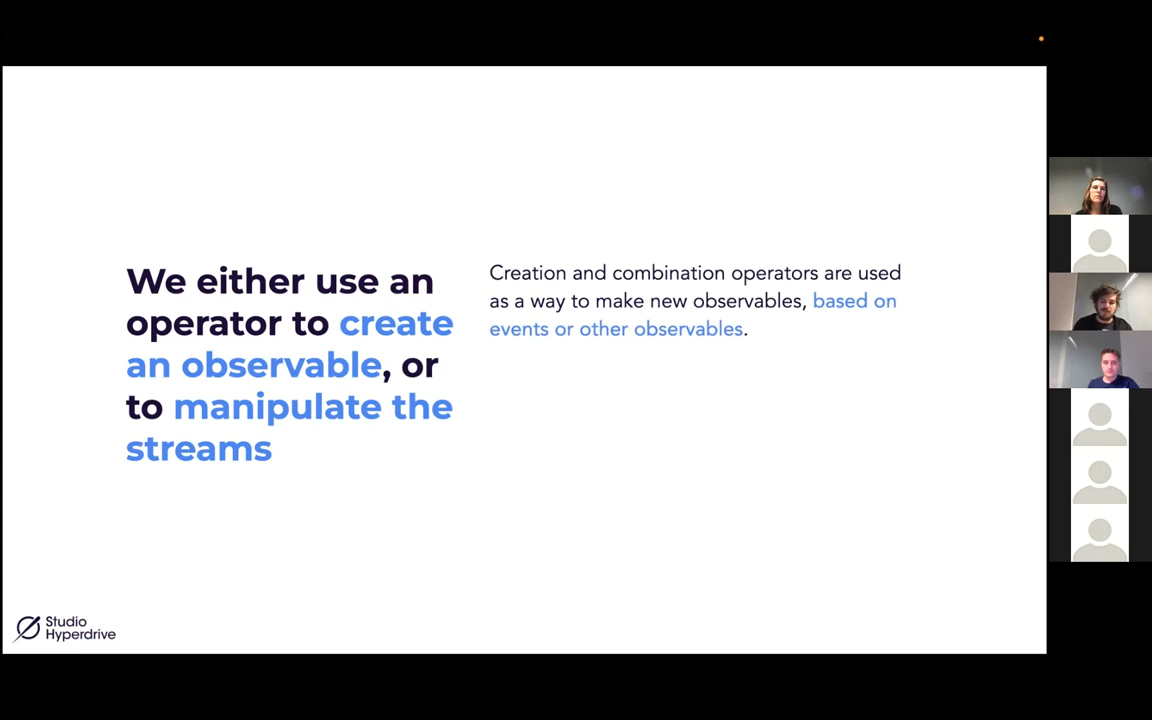 We either use an
operator to create
an observable, or
to manipulate the
streams
Creation and combination operators are used
as a way to make new observables, based on
events or other observables.
Studio
Hyperdrive